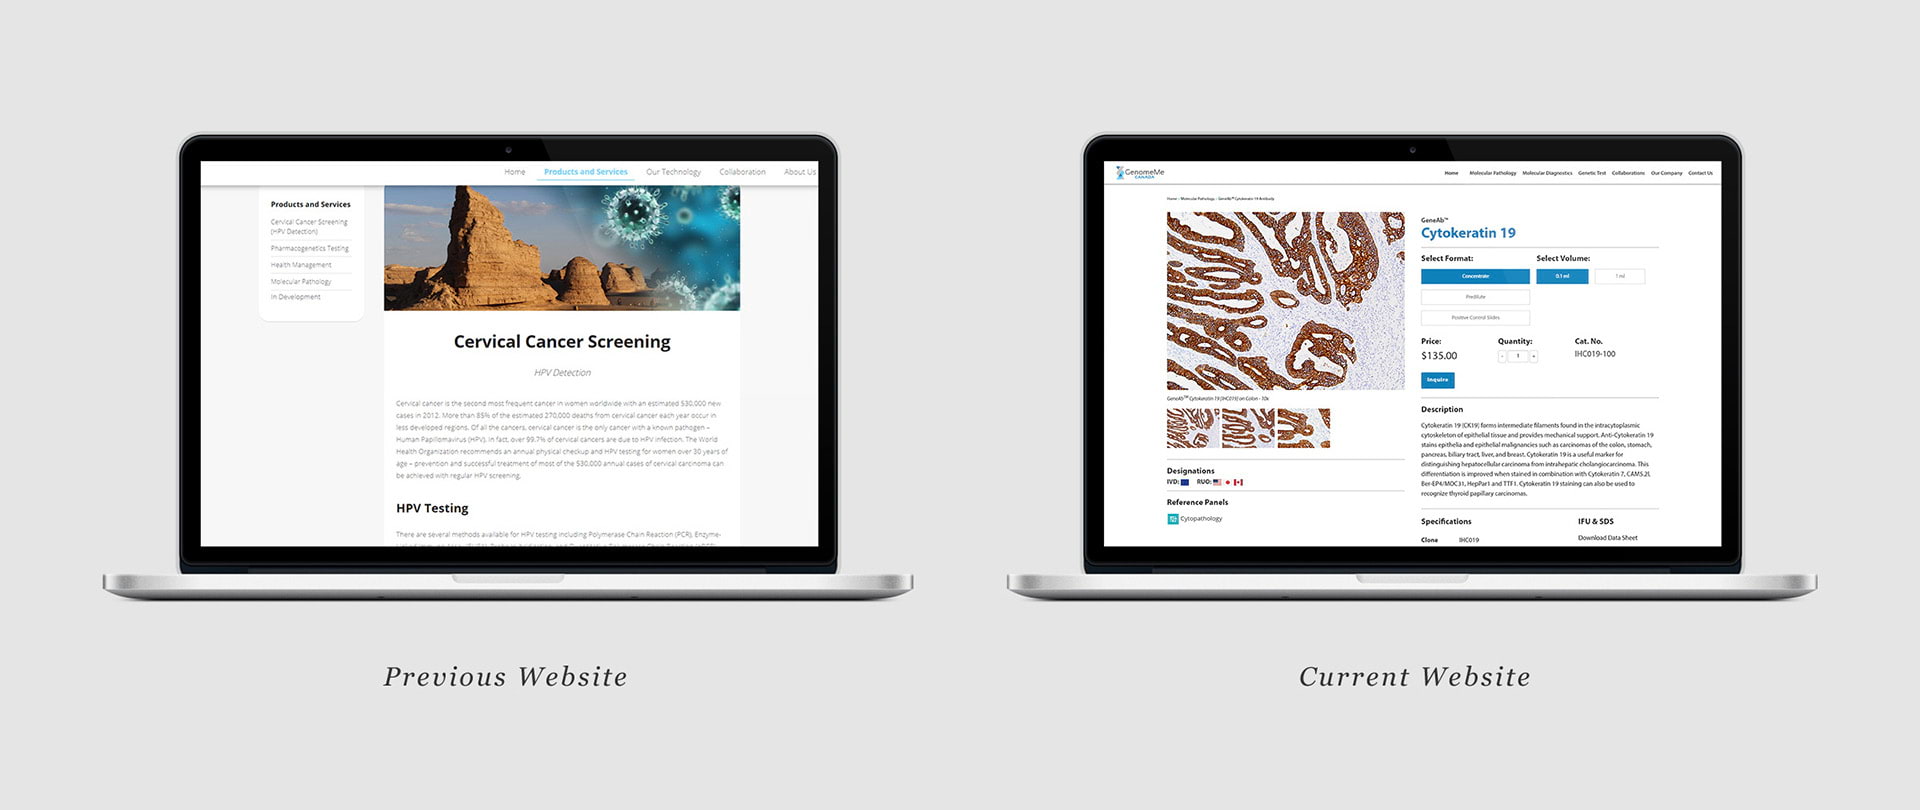 Home Products and Services Our Technology Collaboration About Us
Products and Services
Cervical Cancer Screening
(HPV Detection)
Pharmacogenetics Testing
Health Management
Molecular Pathology
In Development
Cervical Cancer Screening
HPV Detection
Cervical cancer is the second most frequent cancer in women worldwide with an estimated 530,000 new
cases in 2012. More than 85% of the estimated 270,000 deaths from cervical cancer each year occur in
less developed regions. Of all the cancers, cervical cancer is the only cancer with a known pathogen –
Human Papillomavirus (HPV). In fact, over 99.7% of cervical cancers are due to HPV infection. The World
Health Organization recommends an annual physical checkup and HPV testing for women over 30 years of
age – prevention and successful treatment of most of the 530,000 annual cases of cervical carcinoma can
be achieved with regular HPV screening.
HPV Testing
There are several methods available for HPV testing including Polymerase Chain Reaction (PCR), Enzyme-
Previous Website
GenomeMe
CANADA
Home Molecular Pathology Molecular Diagnostics Genetic Test Collaborations Our Company Contact Us
Home - Molecular Pathology - GeneAb™ Cytokeratin 19 Antibody
GeneAb™ Cytokeratin 19 [IHC019] on Colon - 10x
Designations
IVD: RUO:
Reference Panels
Cytopathology
GeneAb™
Cytokeratin 19
Select Format: Select Volume:
Concentrate 0.1 ml 1 ml
Predilute
Positive Control Slides
Price: Quantity: Cat. No.
$135.00 - 1 + IHC019-100
Inquire
Description
Cytokeratin 19 (CK19) forms intermediate filaments found in the intracytoplasmic
cytoskeleton of epithelial tissue and provides mechanical support. Anti-Cytokeratin 19
stains epithelia and epithelial malignancies such as carcinomas of the colon, stomach,
pancreas, biliary tract, liver, and breast. Cytokeratin 19 is a useful marker for
distinguishing hepatocellular carcinoma from intrahepatic cholangiocarcinoma. This
differentiation is improved when stained in combination with Cytokeratin 7, CAM5.2l,
Ber-EP4/MOC31, HepPar1 and TTF1. Cytokeratin 19 staining can also be used to
recognize thyroid papillary carcinomas.
Specifications IFU & SDS
Clone IHC019 Download Data Sheet
Current Website